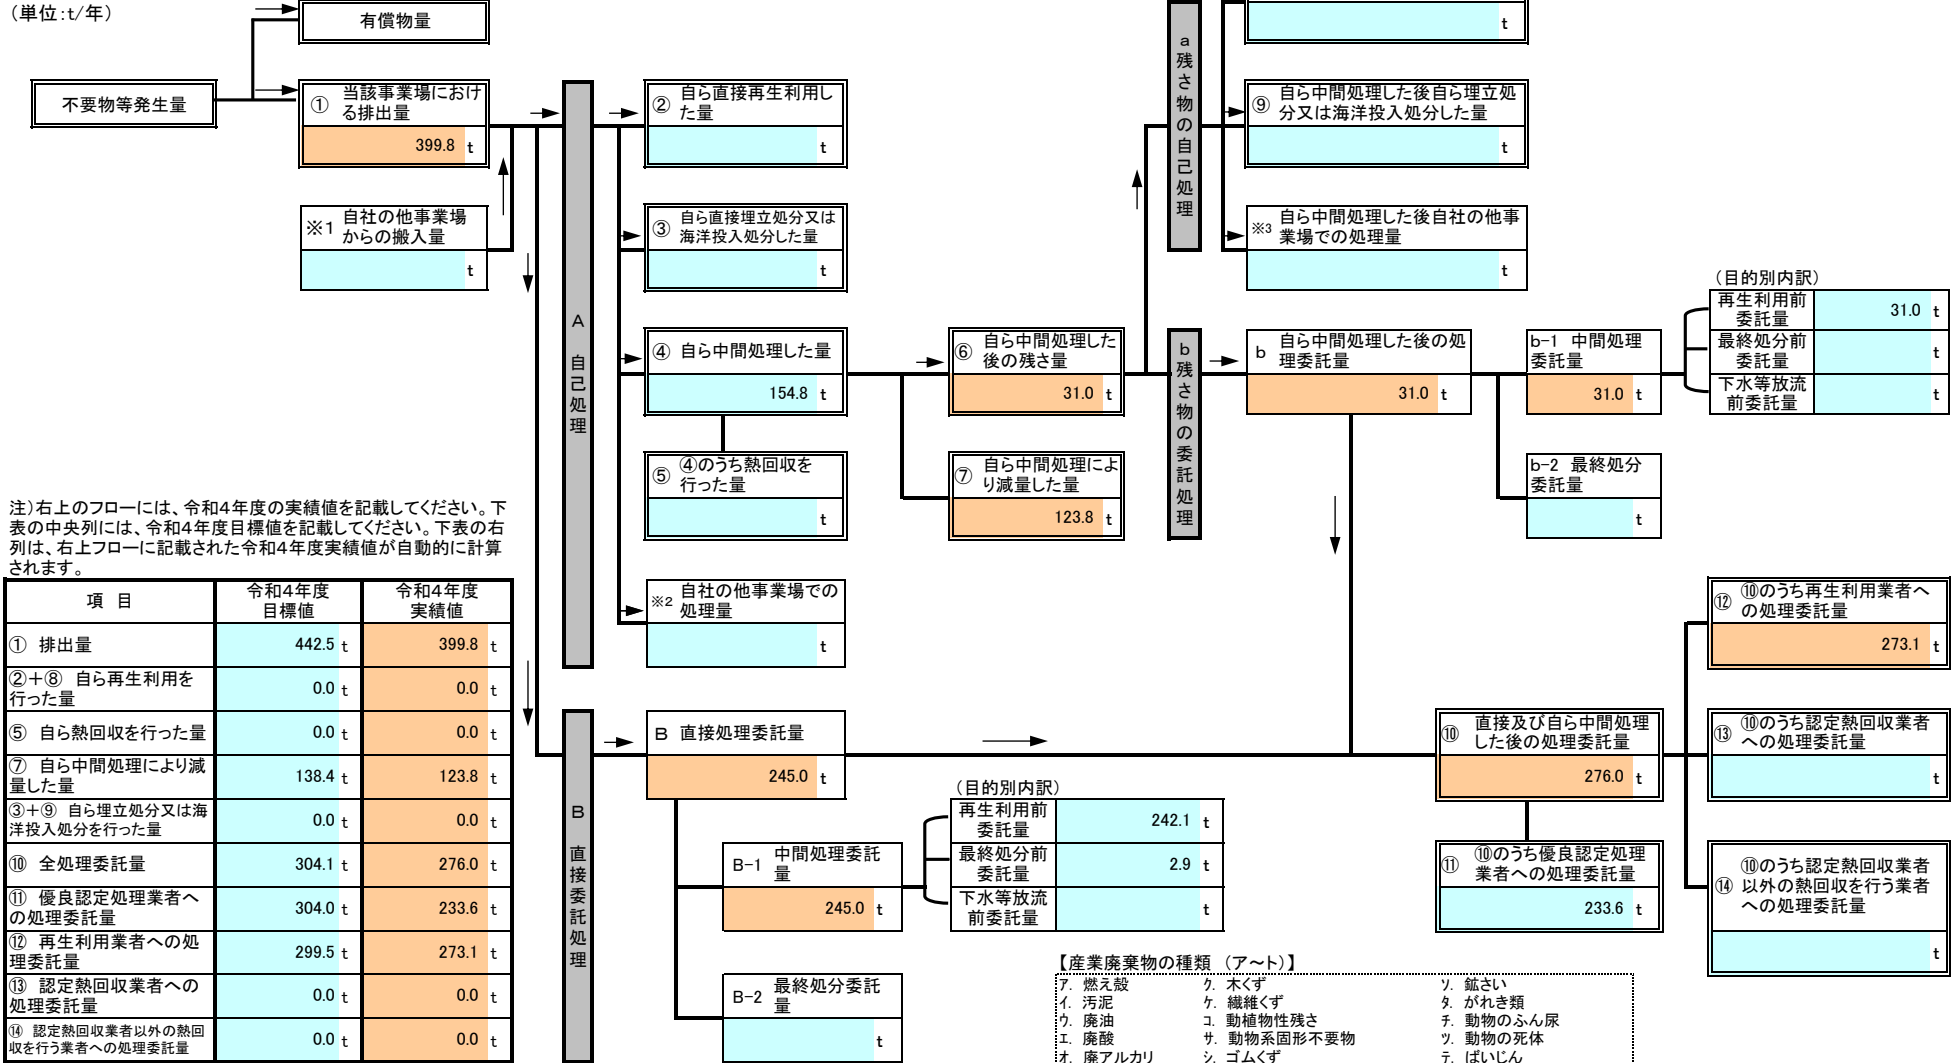 （単位：t/年）
有償物量
不要物等発生量
① 当該事業場におけ
る排出量
399.8 t
※1 自社の他事業場
からの搬入量
t
A 自己処理
② 自ら直接再生利用し
た量
t
③ 自ら直接埋立処分又は
海洋投入処分した量
t
④ 自ら中間処理した量
154.8 t
⑤ ④のうち熱回収を
行った量
t
※2 自社の他事業場での
処理量
t
⑥ 自ら中間処理した
後の残さ量
31.0 t
⑦ 自ら中間処理によ
り減量した量
123.8 t
a 残さ物の自己処理
t
⑨ 自ら中間処理した後自ら埋立処
分又は海洋投入処分した量
t
※3 自ら中間処理した後自社の他事
業場での処理量
t
b 残さ物の委託処理
b 自ら中間処理した後の処
理委託量
31.0 t
b-1 中間処理
委託量
31.0 t
b-2 最終処分
委託量
t
（目的別内訳）
再生利用前
委託量
31.0 t
最終処分前
委託量
t
下水等放流
前委託量
t
注）右上のフローには、令和４年度の実績値を記載してください。下
表の中央列には、令和４年度目標値を記載してください。下表の右
列は、右上フローに記載された令和４年度実績値が自動的に計算
されます。
項 目
令和４年度
目標値
令和４年度
実績値
① 排出量
442.5 t 399.8 t
②＋⑧ 自ら再生利用を
行った量
0.0 t 0.0 t
⑤ 自ら熱回収を行った量
0.0 t 0.0 t
⑦ 自ら中間処理により減
量した量
138.4 t 123.8 t
③＋⑨ 自ら埋立処分又は海
洋投入処分を行った量
0.0 t 0.0 t
⑩ 全処理委託量
304.1 t 276.0 t
⑪ 優良認定処理業者へ
の処理委託量
304.0 t 233.6 t
⑫ 再生利用業者への処
理委託量
299.5 t 273.1 t
⑬ 認定熱回収業者への
処理委託量
0.0 t 0.0 t
⑭ 認定熱回収業者以外の熱回
収を行う業者への処理委託量
0.0 t 0.0 t
B 直接委託処理
B 直接処理委託量
245.0 t
B-1 中間処理委託
量
245.0 t
B-2 最終処分委託
量
t
（目的別内訳）
再生利用前
委託量
242.1 t
最終処分前
委託量
2.9 t
下水等放流
前委託量
t
⑩ 直接及び自ら中間処理
した後の処理委託量
276.0 t
⑪ ⑩のうち優良認定処理
業者への処理委託量
233.6 t
⑫ ⑩のうち再生利用業者へ
の処理委託量
273.1 t
⑬ ⑩のうち認定熱回収業者
への処理委託量
t
⑭ ⑩のうち認定熱回収業者
以外の熱回収を行う業者
への処理委託量
t
【産業廃棄物の種類 （ア～ト）】
ア. 燃え殻 ク. 木くず ソ. 鉱さい
イ. 汚泥 ケ. 繊維くず タ. がれき類
ウ. 廃油 コ. 動植物性残さ チ. 動物のふん尿
エ. 廃酸 サ. 動物系固形不要物 ツ. 動物の死体
オ. 廃アルカリ シ. ゴムくず テ. ばいじん